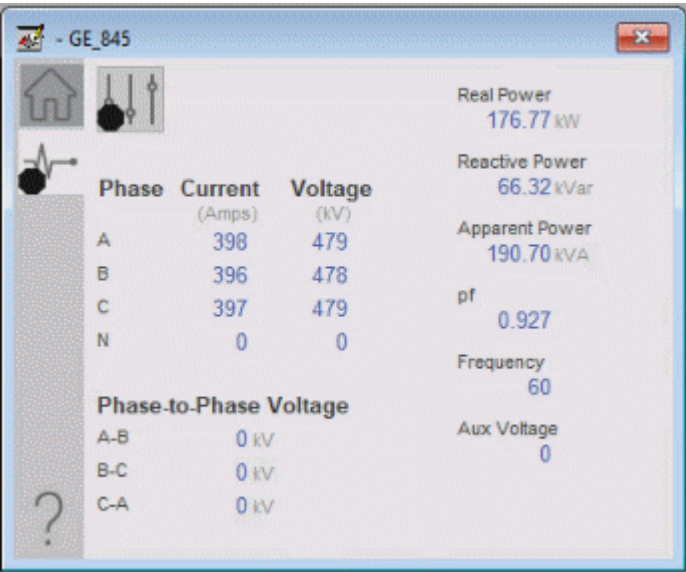 - GE_845
Real Power
176.77 kW
Reactive Power
66.32 kVar
Phase Current Voltage
(Amps) (kV)
Apparent Power
190.70 kVA
A 398 479
B 396 478
C 397 479
N 0 0
pf
0.927
Frequency
60
Phase-to-Phase Voltage
A-B 0 kV
B-C 0 kV
C-A 0 kV
Aux Voltage
0
?